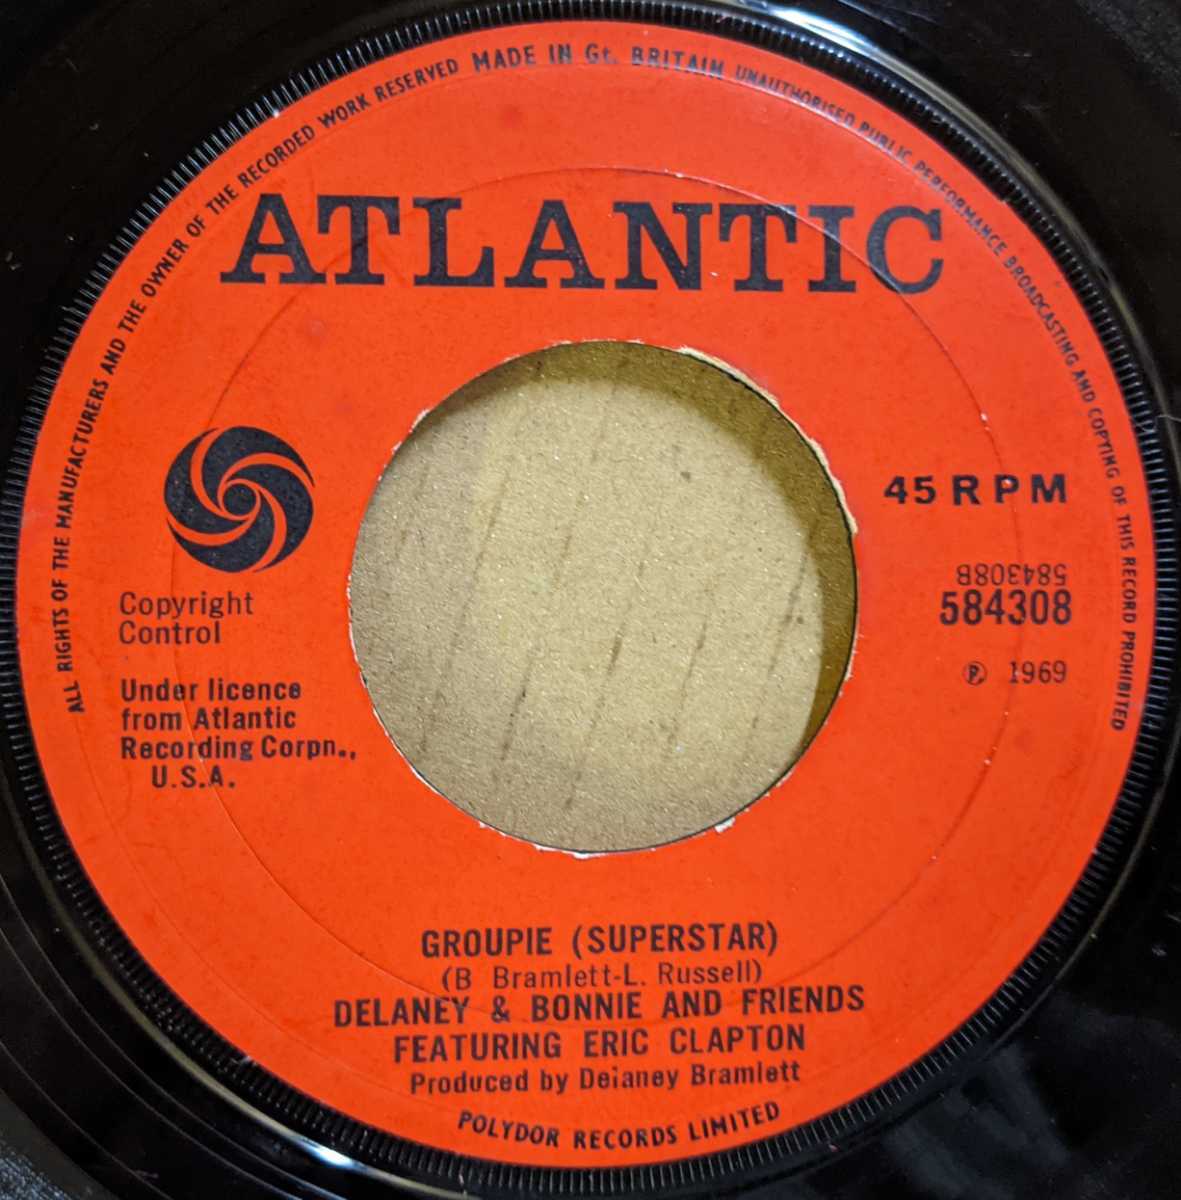 ALL RIGHTS OF THE MANUFACTURERS AND THE OWNER OF THE RECORDED WORK RESERVED MADE IN Gt. BRITAIN UNAUTHORISED PUBLIC PERFORMANCE BROADCASTING AND COPYING OF THIS RECORD PROHIBITED
ATLANTIC
45 RPM
584308B
584308
℗ 1969
Copyright
Control
Under licence
from Atlantic
Recording Corpn.,
U.S.A.
GROUPIE (SUPERSTAR)
(B Bramlett-L. Russell)
DELANEY & BONNIE AND FRIENDS
FEATURING ERIC CLAPTON
Produced by Delaney Bramlett
POLYDOR RECORDS LIMITED